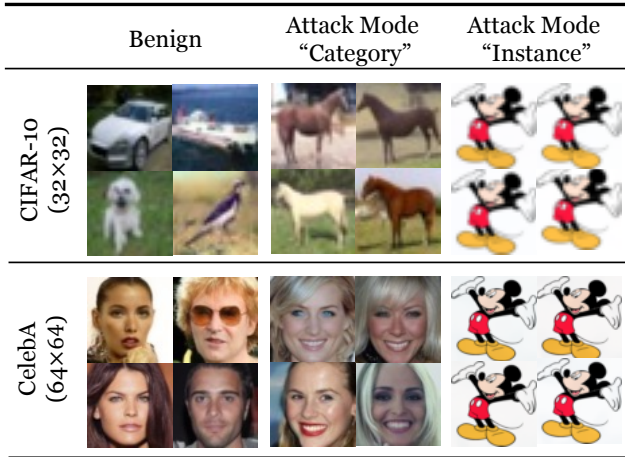 Benign
Attack Mode
“Category”
Attack Mode
“Instance”
CIFAR-10
(32×32)
CelebA
(64×64)